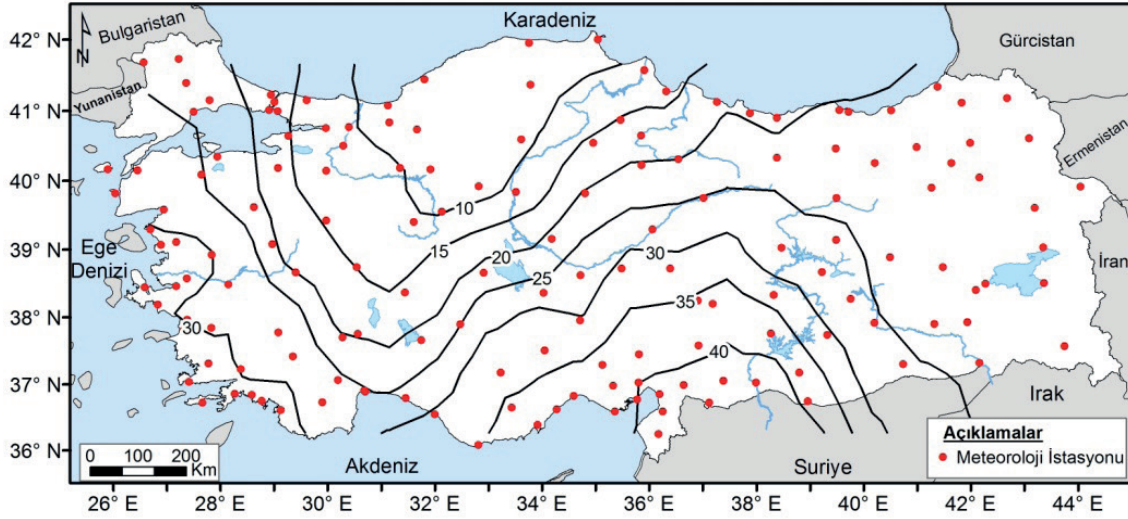 42° N
41° N
40° N
39° N
38° N
37° N
36° N
Bulgaristan
Karadeniz
Gürcistan
N
Yunanistan
Ermenistan
10
15
20
25
30
35
40
30
Ege
Denizi
İran
Irak
Akdeniz
Suriye
0 50 100 200
Km
Açıklamalar
Meteoroloji İstasyonu
26° E 28° E 30° E 32° E 34° E 36° E 38° E 40° E 42° E 44° E